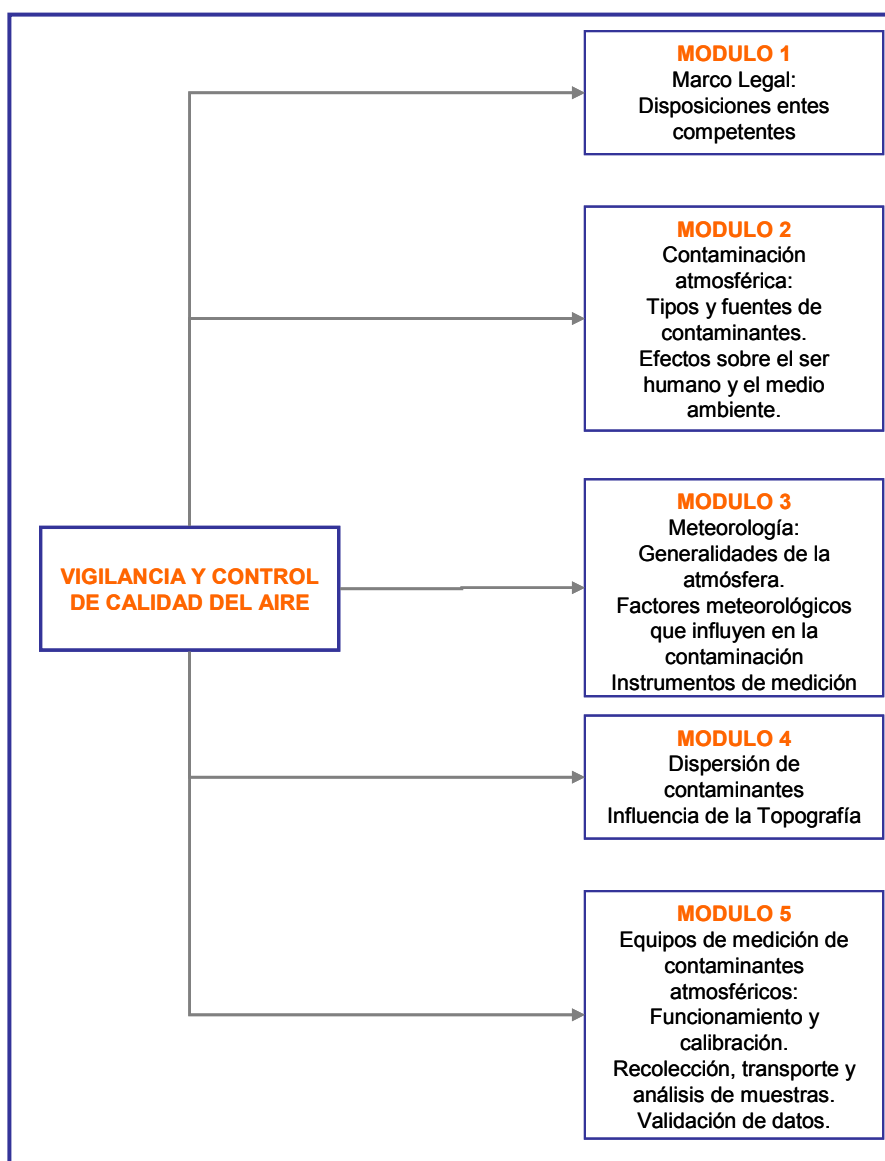 MODULO 1
Marco Legal:
Disposiciones entes
competentes
MODULO 2
Contaminación
atmosférica:
Tipos y fuentes de
contaminantes.
Efectos sobre el ser
humano y el medio
ambiente.
MODULO 3
Meteorología:
Generalidades de la
atmósfera.
Factores meteorológicos
que influyen en la
contaminación
Instrumentos de medición
VIGILANCIA Y CONTROL
DE CALIDAD DEL AIRE
MODULO 4
Dispersión de
contaminantes
Influencia de la Topografía
MODULO 5
Equipos de medición de
contaminantes
atmosféricos:
Funcionamiento y
calibración.
Recolección, transporte y
análisis de muestras.
Validación de datos.